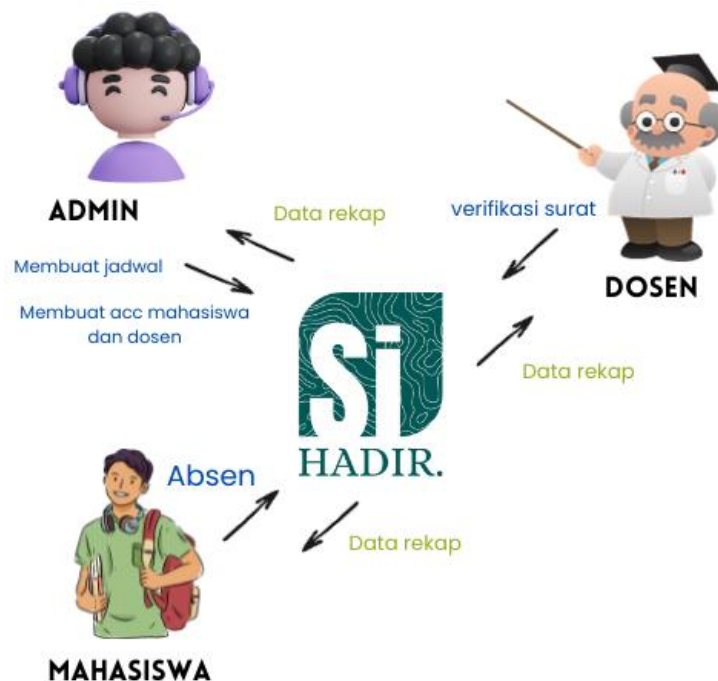 ADMIN
Data rekap
verifikasi surat
DOSEN
Membuat jadwal
Membuat acc mahasiswa
dan dosen
Si
HADIR.
Data rekap
Absen
Data rekap
MAHASISWA